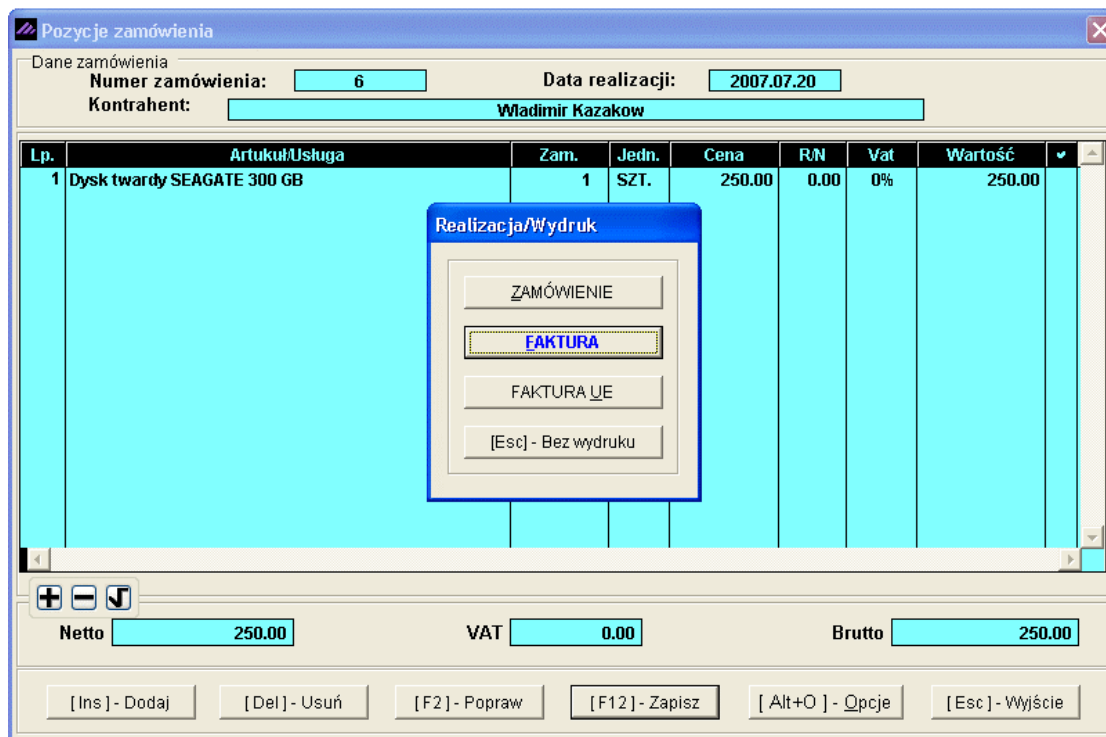 Pozycje zamówienia
Dane zamówienia
Numer zamówienia: 6 Data realizacji: 2007.07.20
Kontrahent: Wladimir Kazakow
Lp. Artukuł/Usługa Zam. Jedn. Cena R/N Vat Wartość
1 Dysk twardy SEAGATE 300 GB 1 SZT. 250.00 0.00 0% 250.00
Realizacja/Wydruk
ZAMÓWIENIE
FAKTURA
FAKTURA UE
[Esc] - Bez wydruku
Netto 250.00 VAT 0.00 Brutto 250.00
[ Ins ] - Dodaj [ Del ] - Usuń [ F2 ] - Popraw [ F12 ] - Zapisz [ Alt+O ] - Opcje [ Esc ] - Wyjście